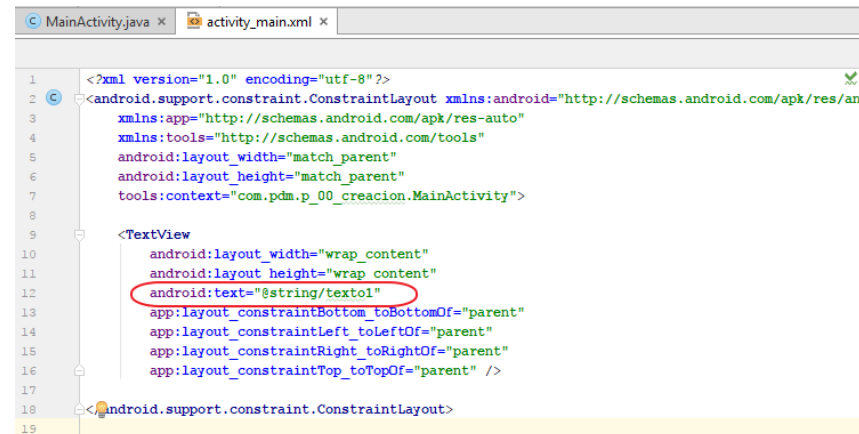 MainActivity.java × activity_main.xml ×
1 <?xml version="1.0" encoding="utf-8"?>
2 C <android.support.constraint.ConstraintLayout xmlns:android="http://schemas.android.com/apk/res/an
3 xmlns:app="http://schemas.android.com/apk/res-auto"
4 xmlns:tools="http://schemas.android.com/tools"
5 android:layout_width="match_parent"
6 android:layout_height="match_parent"
7 tools:context="com.pdm.p_00_creacion.MainActivity">
8
9 <TextView
10 android:layout_width="wrap_content"
11 android:layout_height="wrap_content"
12 android:text="@string/texto1"
13 app:layout_constraintBottom_toBottomOf="parent"
14 app:layout_constraintLeft_toLeftOf="parent"
15 app:layout_constraintRight_toRightOf="parent"
16 app:layout_constraintTop_toTopOf="parent" />
17
18 </android.support.constraint.ConstraintLayout>
19